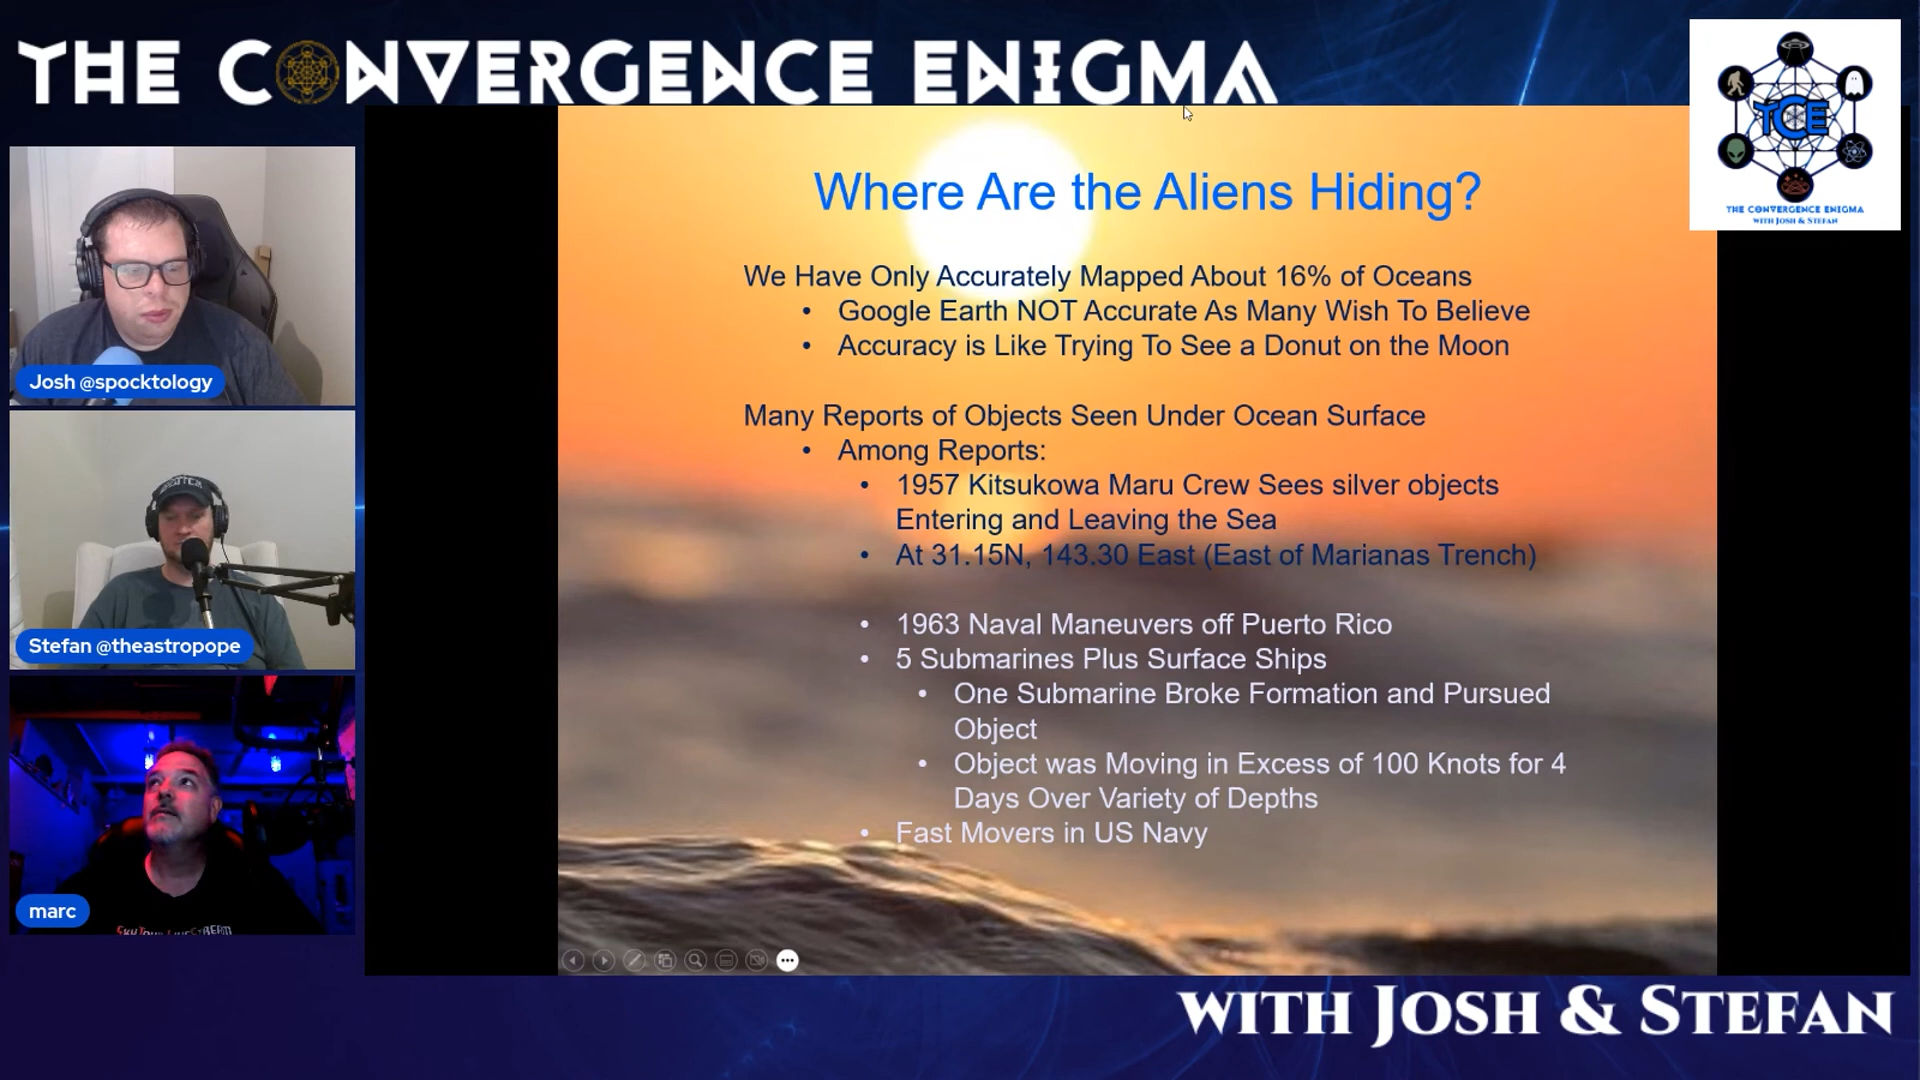 THE CONVERGENCE ENIGMA
TCE
THE CONVERGENCE ENIGMA
WITH JOSH & STEFAN
Josh @spocktology
Stefan @theastropope
marc
Where Are the Aliens Hiding?
We Have Only Accurately Mapped About 16% of Oceans
• Google Earth NOT Accurate As Many Wish To Believe
• Accuracy is Like Trying To See a Donut on the Moon
Many Reports of Objects Seen Under Ocean Surface
• Among Reports:
• 1957 Kitsukowa Maru Crew Sees silver objects
Entering and Leaving the Sea
• At 31.15N, 143.30 East (East of Marianas Trench)
• 1963 Naval Maneuvers off Puerto Rico
• 5 Submarines Plus Surface Ships
• One Submarine Broke Formation and Pursued
Object
• Object was Moving in Excess of 100 Knots for 4
Days Over Variety of Depths
• Fast Movers in US Navy
WITH JOSH & STEFAN